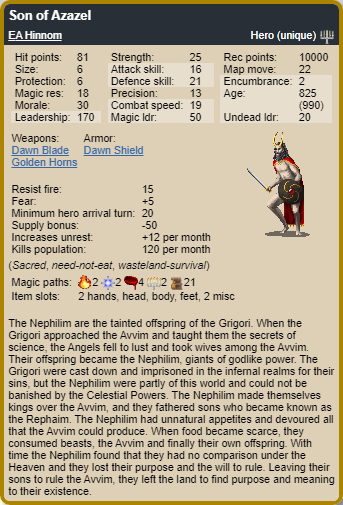 Son of Azazel
EA Hinnom Hero (unique)
Hit points: 81 Strength: 25 Rec points: 10000
Size: 6 Attack skill: 16 Map move: 22
Protection: 6 Defence skill: 21 Encumbrance: 2
Magic res: 18 Precision: 13 Age: 825
Morale: 30 Combat speed: 19 (990)
Leadership: 170 Magic ldr: 50 Undead ldr: 20
Weapons: Armor:
Dawn Blade Dawn Shield
Golden Horns
Resist fire: 15
Fear: +5
Minimum hero arrival turn: 20
Supply bonus: -50
Increases unrest: +12 per month
Kills population: 120 per month
(Sacred, need-not-eat, wasteland-survival)
Magic paths: 2 2 4 2 21
Item slots: 2 hands, head, body, feet, 2 misc
The Nephilim are the tainted offspring of the Grigori. When the
Grigori approached the Avvim and taught them the secrets of
science, the Angels fell to lust and took wives among the Avvim.
Their offspring became the Nephilim, giants of godlike power. The
Grigori were cast down and imprisoned in the infernal realms for their
sins, but the Nephilim were partly of this world and could not be
banished by the Celestial Powers. The Nephilim made themselves
kings over the Avvim, and they fathered sons who became known as
the Rephaim. The Nephilim had unnatural appetites and devoured all
that the Avvim could produce. When food became scarce, they
consumed beasts, the Avvim and finally their own offspring. With
time the Nephilim found that they had no comparison under the
Heaven and they lost their purpose and the will to rule. Leaving their
sons to rule the Avvim, they left the land to find purpose and meaning
to their existence.